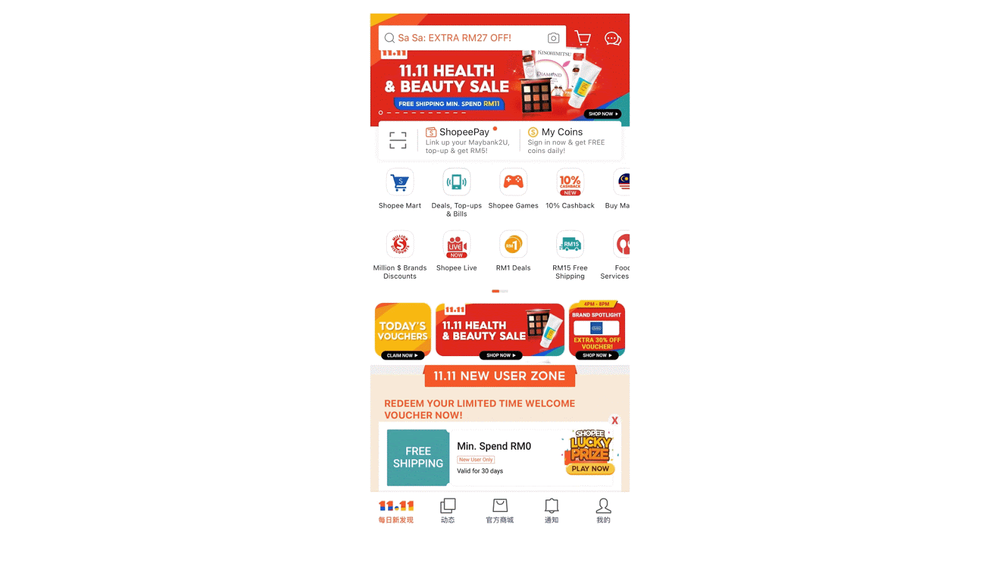 Sa Sa: EXTRA RM27 OFF!
11.11
KINOHIMITSU
DIAMOND
11.11 HEALTH
& BEAUTY SALE
FREE SHIPPING MIN. SPEND RM11
SHOP NOW
ShopeePay
Link up your Maybank2U,
top-up & get RM5!
My Coins
Sign in now & get FREE
coins daily!
10%
CASHBACK
NEW
Shopee Mart
Deals, Top-ups
& Bills
Shopee Games
10% Cashback
Buy Ma
MILLION
DISCOUNTS
LIVE
NOW
RM1
RM15
Million $ Brands
Discounts
Shopee Live
RM1 Deals
RM15 Free
Shipping
Food
Services
TODAY'S
VOUCHERS
CLAIM NOW
11.11
11.11 HEALTH
& BEAUTY SALE
SHOP NOW
4PM - 8PM
BRAND SPOTLIGHT
EXTRA 30% OFF
VOUCHER!
SHOP NOW
11.11 NEW USER ZONE
REDEEM YOUR LIMITED TIME WELCOME
VOUCHER NOW!
X
FREE
SHIPPING
Min. Spend RM0
New User Only
Valid for 30 days
SHOPEE
LUCKY
PRIZE
PLAY NOW
11.11
每日新发现
动态
官方商城
通知
我的